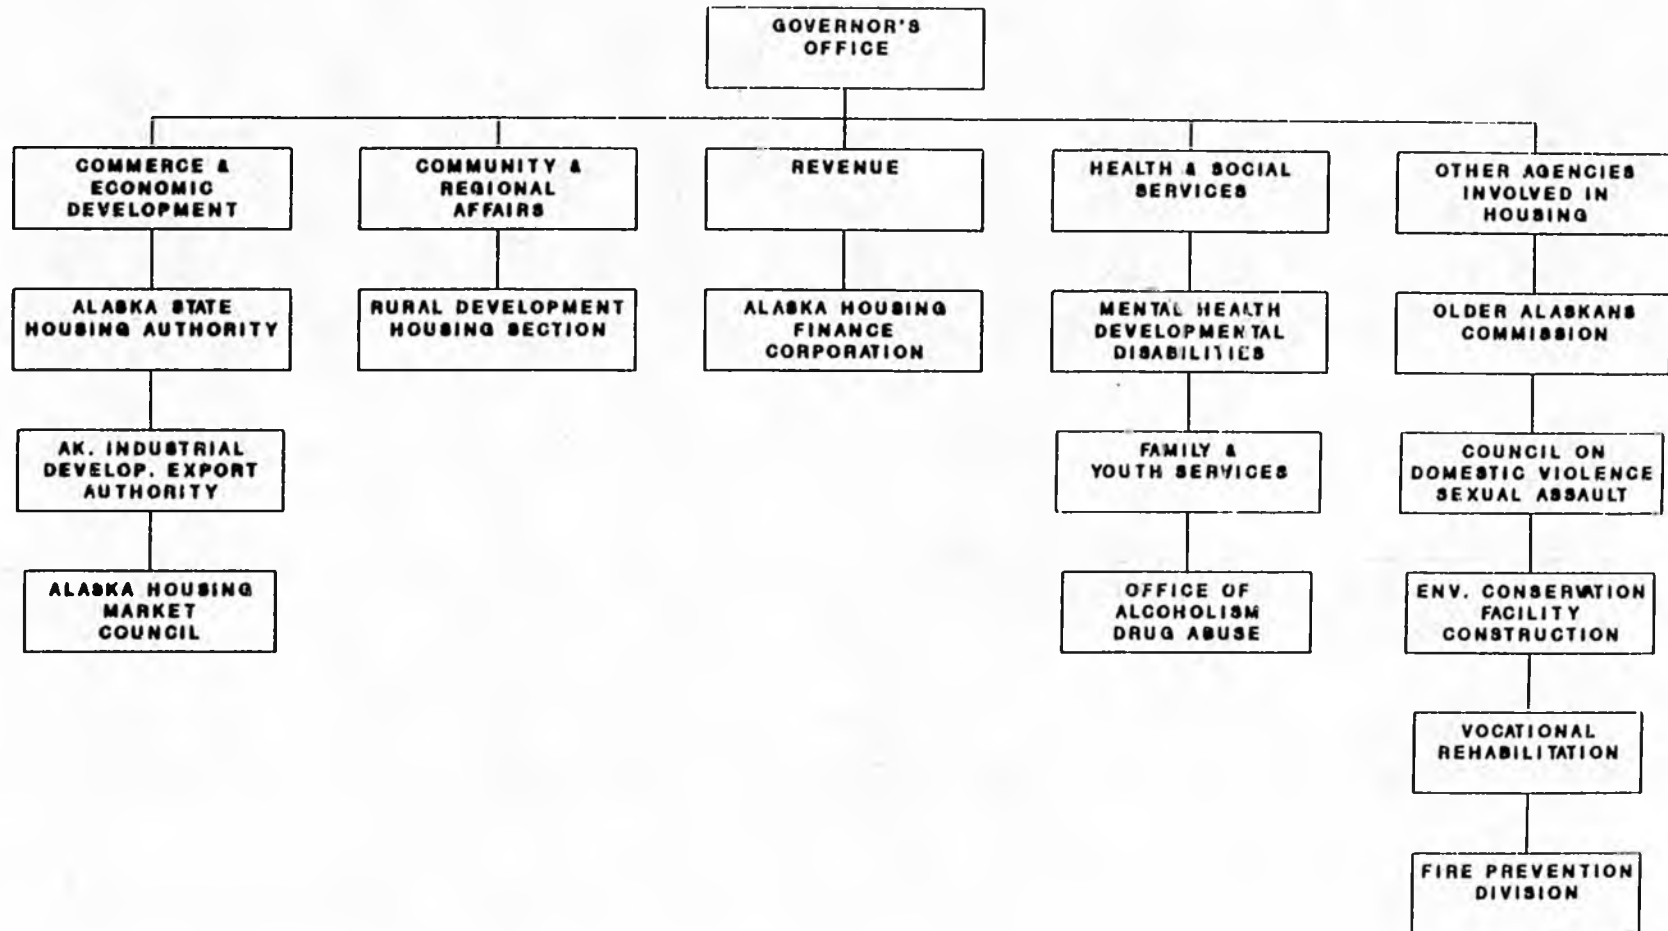 GOVERNOR'S
OFFICE
COMMERCE &
ECONOMIC
DEVELOPMENT
COMMUNITY &
REGIONAL
AFFAIRS
REVENUE
HEALTH & SOCIAL
SERVICES
OTHER AGENCIES
INVOLVED IN
HOUSING
ALASKA STATE
HOUSING AUTHORITY
RURAL DEVELOPMENT
HOUSING SECTION
ALASKA HOUSING
FINANCE
CORPORATION
MENTAL HEALTH
DEVELOPMENTAL
DISABILITIES
OLDER ALASKANS
COMMISSION
AK. INDUSTRIAL
DEVELOP. EXPORT
AUTHORITY
FAMILY &
YOUTH SERVICES
COUNCIL ON
DOMESTIC VIOLENCE
SEXUAL ASSAULT
ALASKA HOUSING
MARKET
COUNCIL
OFFICE OF
ALCOHOLISM
DRUG ABUSE
ENV. CONSERVATION
FACILITY
CONSTRUCTION
VOCATIONAL
REHABILITATION
FIRE PREVENTION
DIVISION